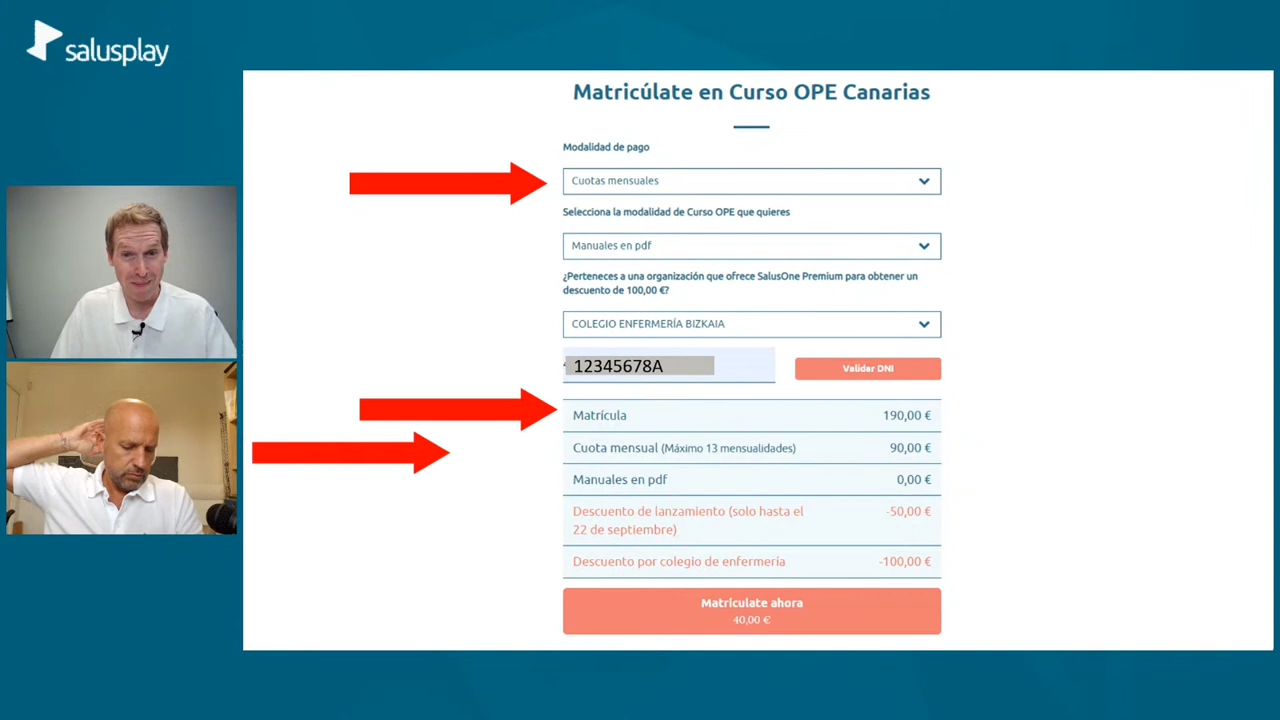 salusplay
Matricúlate en Curso OPE Canarias
Modalidad de pago
Cuotas mensuales
Selecciona la modalidad de Curso OPE que quieres
Manuales en pdf
¿Perteneces a una organización que ofrece SalusOne Premium para obtener un
descuento de 100,00 €?
COLEGIO ENFERMERÍA BIZKAIA
12345678A
Validar DNI
Matrícula 190,00 €
Cuota mensual (Máximo 13 mensualidades) 90,00 €
Manuales en pdf 0,00 €
Descuento de lanzamiento (solo hasta el -50,00 €
22 de septiembre)
Descuento por colegio de enfermería -100,00 €
Matriculate ahora
40,00 €